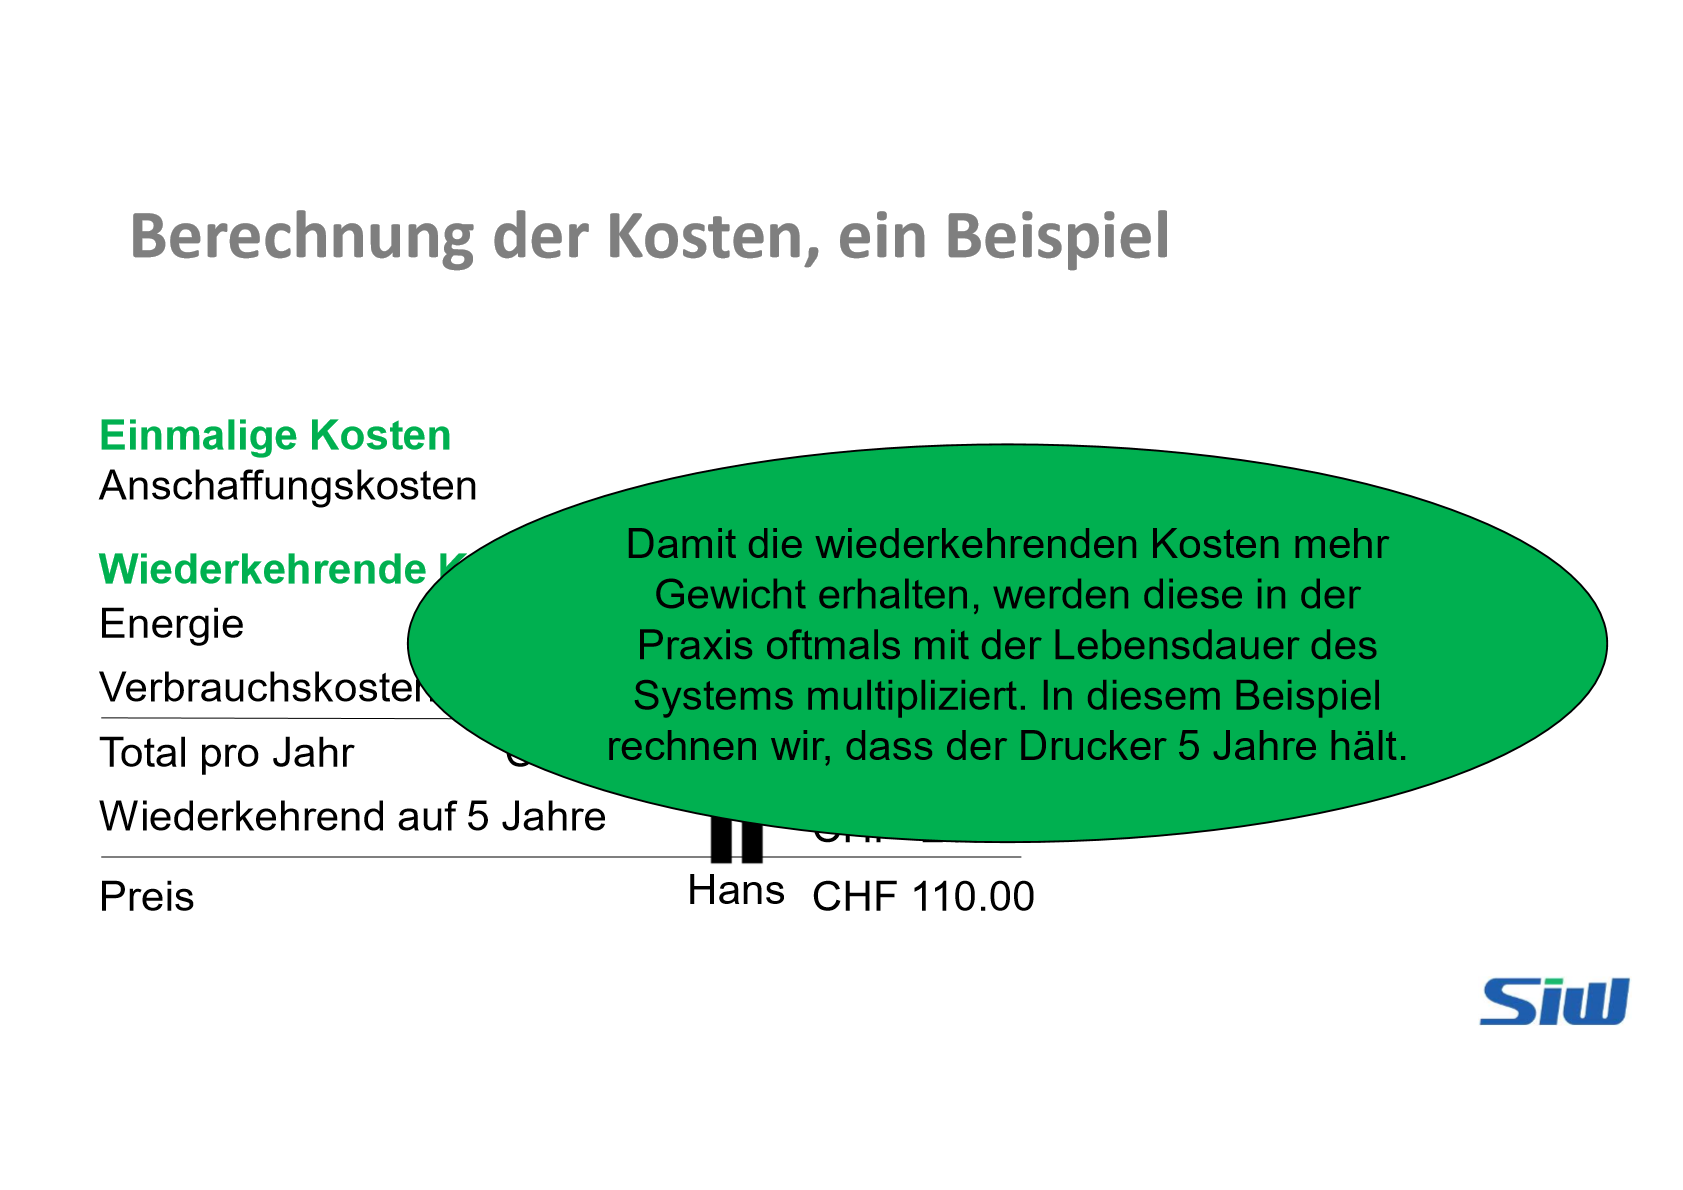 Berechnung der Kosten, ein Beispiel
Einmalige Kosten
Anschaffungskosten
Wiederkehrende
Energie
Verbrauchskosten
Total pro Jahr
Wiederkehrend auf 5 Jahre
Preis
Hans
CHF 110.00
Damit die wiederkehrenden Kosten mehr
Gewicht erhalten, werden diese in der
Praxis oftmals mit der Lebensdauer des
Systems multipliziert. In diesem Beispiel
rechnen wir, dass der Drucker 5 Jahre hält.
Siw